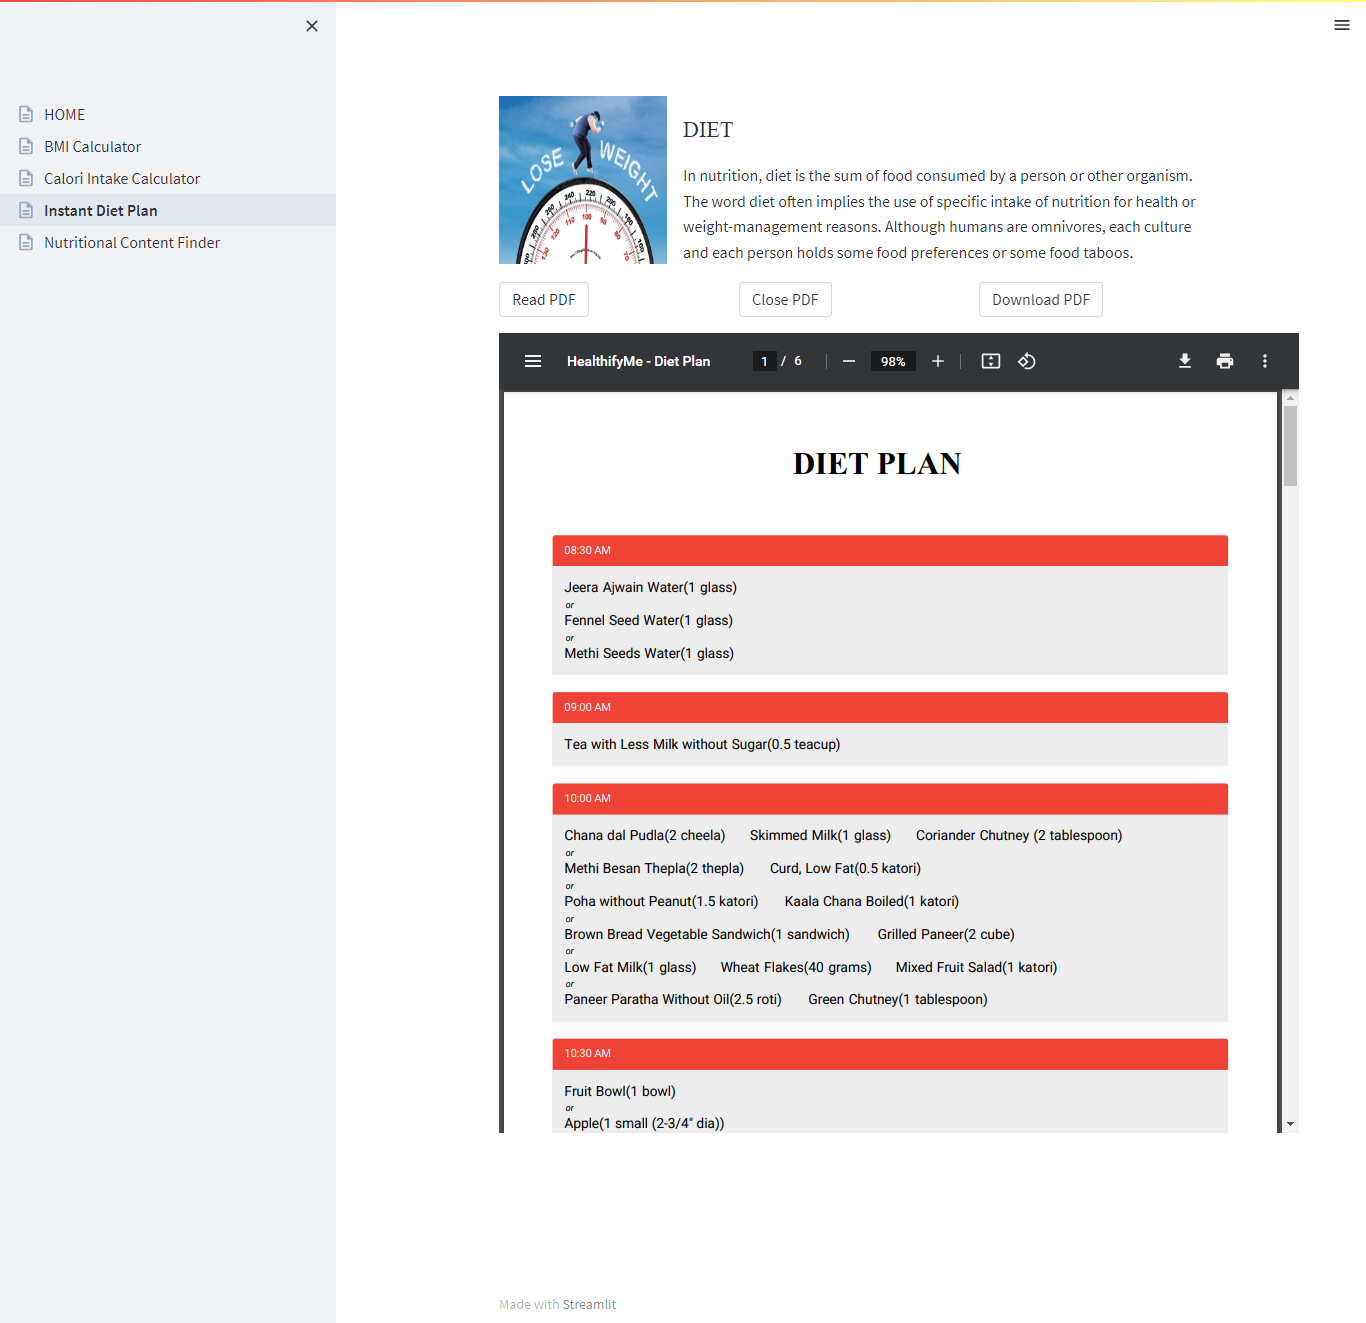 HOME
BMI Calculator
Calori Intake Calculator
Instant Diet Plan
Nutritional Content Finder
LOSE WEIGHT
DIET
In nutrition, diet is the sum of food consumed by a person or other organism.
The word diet often implies the use of specific intake of nutrition for health or
weight-management reasons. Although humans are omnivores, each culture
and each person holds some food preferences or some food taboos.
Read PDF Close PDF Download PDF
HealthifyMe - Diet Plan 1 / 6 98%
DIET PLAN
08:30 AM
Jeera Ajwain Water(1 glass)
or
Fennel Seed Water(1 glass)
or
Methi Seeds Water(1 glass)
09:00 AM
Tea with Less Milk without Sugar(0.5 teacup)
10:00 AM
Chana dal Pudla(2 cheela) Skimmed Milk(1 glass) Coriander Chutney (2 tablespoon)
or
Methi Besan Thepla(2 thepla) Curd, Low Fat(0.5 katori)
or
Poha without Peanut(1.5 katori) Kaala Chana Boiled(1 katori)
or
Brown Bread Vegetable Sandwich(1 sandwich) Grilled Paneer(2 cube)
or
Low Fat Milk(1 glass) Wheat Flakes(40 grams) Mixed Fruit Salad(1 katori)
or
Paneer Paratha Without Oil(2.5 roti) Green Chutney(1 tablespoon)
10:30 AM
Fruit Bowl(1 bowl)
or
Apple(1 small (2-3/4" dia))
Made with Streamlit